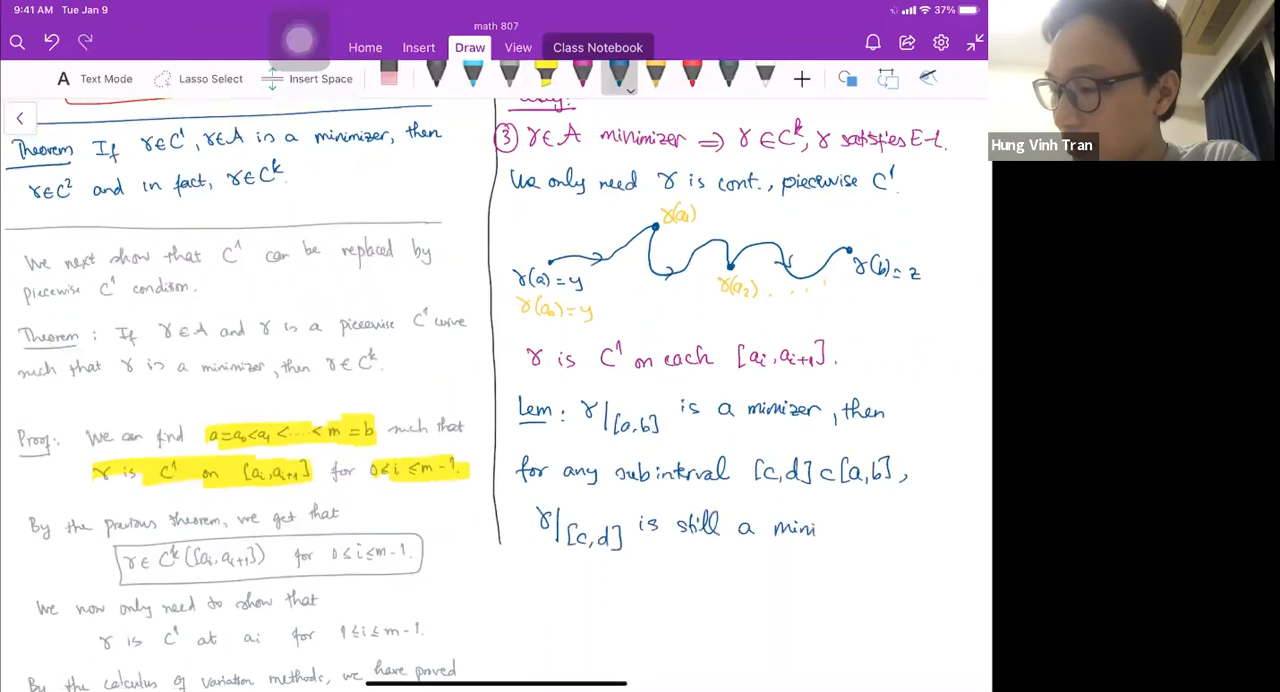 9:41 AM Tue Jan 9
37%
math 807
Home Insert Draw View Class Notebook
A Text Mode Lasso Select Insert Space
Theorem If γ∈C¹, γ∈A is a minimizer, then
γ∈C² and in fact, γ∈Cᵏ.
We next show that C¹ can be replaced by
piecewise C¹ condition.
Theorem: If γ∈A and γ is a piecewise C¹ curve
such that γ is a minimizer, then γ∈Cᵏ.
Proof: We can find a=a₀<a₁<....<m=b such that
γ is C¹ on [aᵢ,aᵢ₊₁] for 0≤i≤m-1.
By the previous theorem, we get that
γ∈Cᵏ([aᵢ,aᵢ₊₁]) for 0≤i≤m-1.
We now only need to show that
γ is C¹ at aᵢ for 1≤i≤m-1.
By the calculus of variation methods, we have proved
③ γ∈A minimizer ⇒ γ∈Cᵏ, γ satisfies E-L.
We only need γ is cont., piecewise C¹.
γ(a₁)
γ(a)=y
γ(a₂) .....
γ(b)=z
γ(a₀)=y
γ is C¹ on each [aᵢ,aᵢ₊₁].
Lem: γ|[a,b] is a mimizer, then
for any subinterval [c,d]⊂[a,b],
γ|[c,d] is still a mini
Hung Vinh Tran